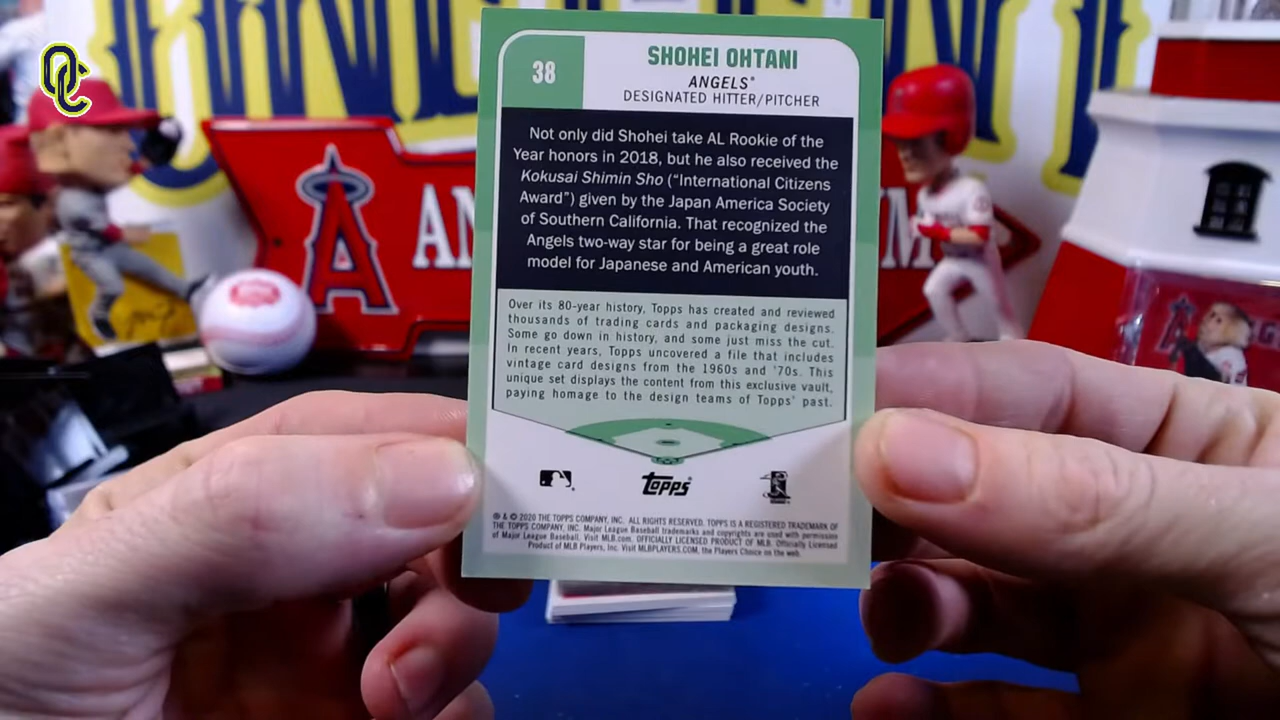 OC
38
SHOHEI OHTANI
ANGELS®
DESIGNATED HITTER/PITCHER
Not only did Shohei take AL Rookie of the
Year honors in 2018, but he also received the
Kokusai Shimin Sho ("International Citizens
Award") given by the Japan America Society
of Southern California. That recognized the
Angels two-way star for being a great role
model for Japanese and American youth.
Over its 80-year history, Topps has created and reviewed
thousands of trading cards and packaging designs.
Some go down in history, and some just miss the cut.
In recent years, Topps uncovered a file that includes
vintage card designs from the 1960s and '70s. This
unique set displays the content from this exclusive vault,
paying homage to the design teams of Topps' past.
Topps
® & © 2020 THE TOPPS COMPANY, INC. ALL RIGHTS RESERVED. TOPPS IS A REGISTERED TRADEMARK OF
THE TOPPS COMPANY, INC. Major League Baseball trademarks and copyrights are used with permission
of Major League Baseball. Visit MLB.com. OFFICIALLY LICENSED PRODUCT OF MLB. Officially Licensed
Product of MLB Players, Inc. Visit MLBPLAYERS.COM, the Players Choice on the web.